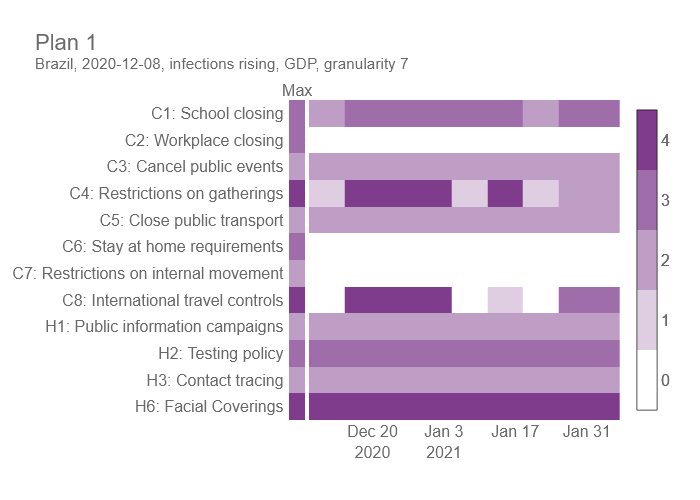 Plan 1
Brazil, 2020-12-08, infections rising, GDP, granularity 7
Max
C1: School closing
C2: Workplace closing
C3: Cancel public events
C4: Restrictions on gatherings
C5: Close public transport
C6: Stay at home requirements
C7: Restrictions on internal movement
C8: International travel controls
H1: Public information campaigns
H2: Testing policy
H3: Contact tracing
H6: Facial Coverings
Dec 20 Jan 3 Jan 17 Jan 31
2020 2021
4
3
2
1
0